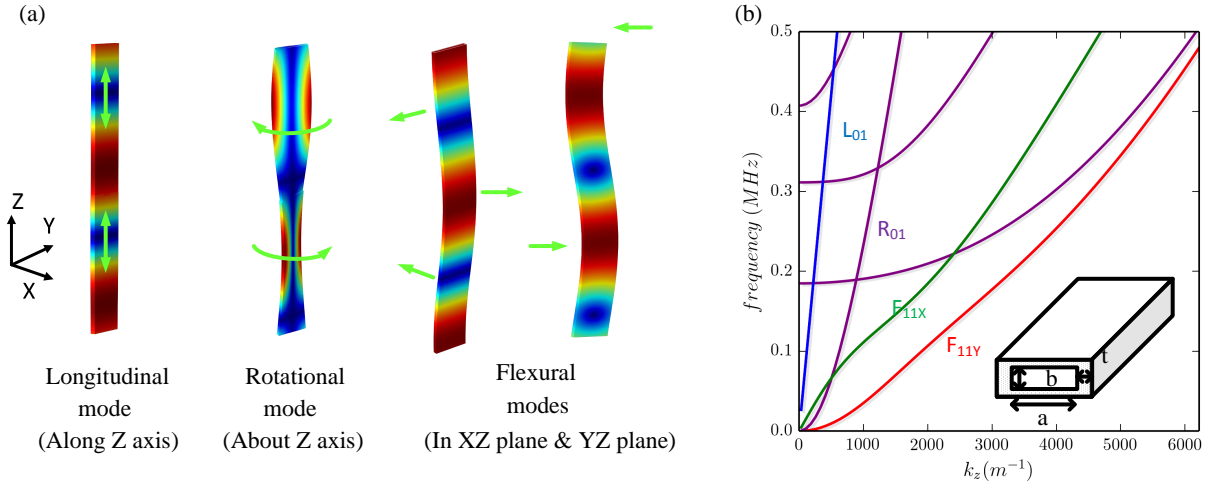 (a)
Z
Y
X
Longitudinal
mode
(Along Z axis)
Rotational
mode
(About Z axis)
Flexural
modes
(In XZ plane & YZ plane)
(b)
frequency (MHz)
0.5
0.4
0.3
0.2
0.1
0.0
L01
R01
F11X
F11Y
t
b
a
0 1000 2000 3000 4000 5000 6000
kz(m⁻¹)